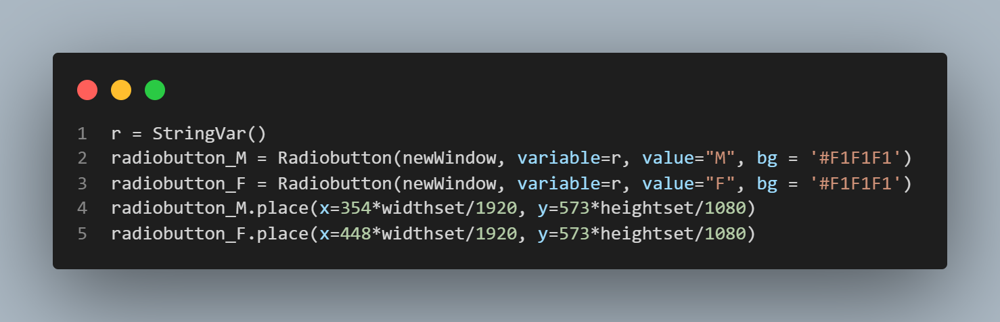 1 r = StringVar()
2 radiobutton_M = Radiobutton(newWindow, variable=r, value="M", bg = '#F1F1F1')
3 radiobutton_F = Radiobutton(newWindow, variable=r, value="F", bg = '#F1F1F1')
4 radiobutton_M.place(x=354*widthset/1920, y=573*heightset/1080)
5 radiobutton_F.place(x=448*widthset/1920, y=573*heightset/1080)